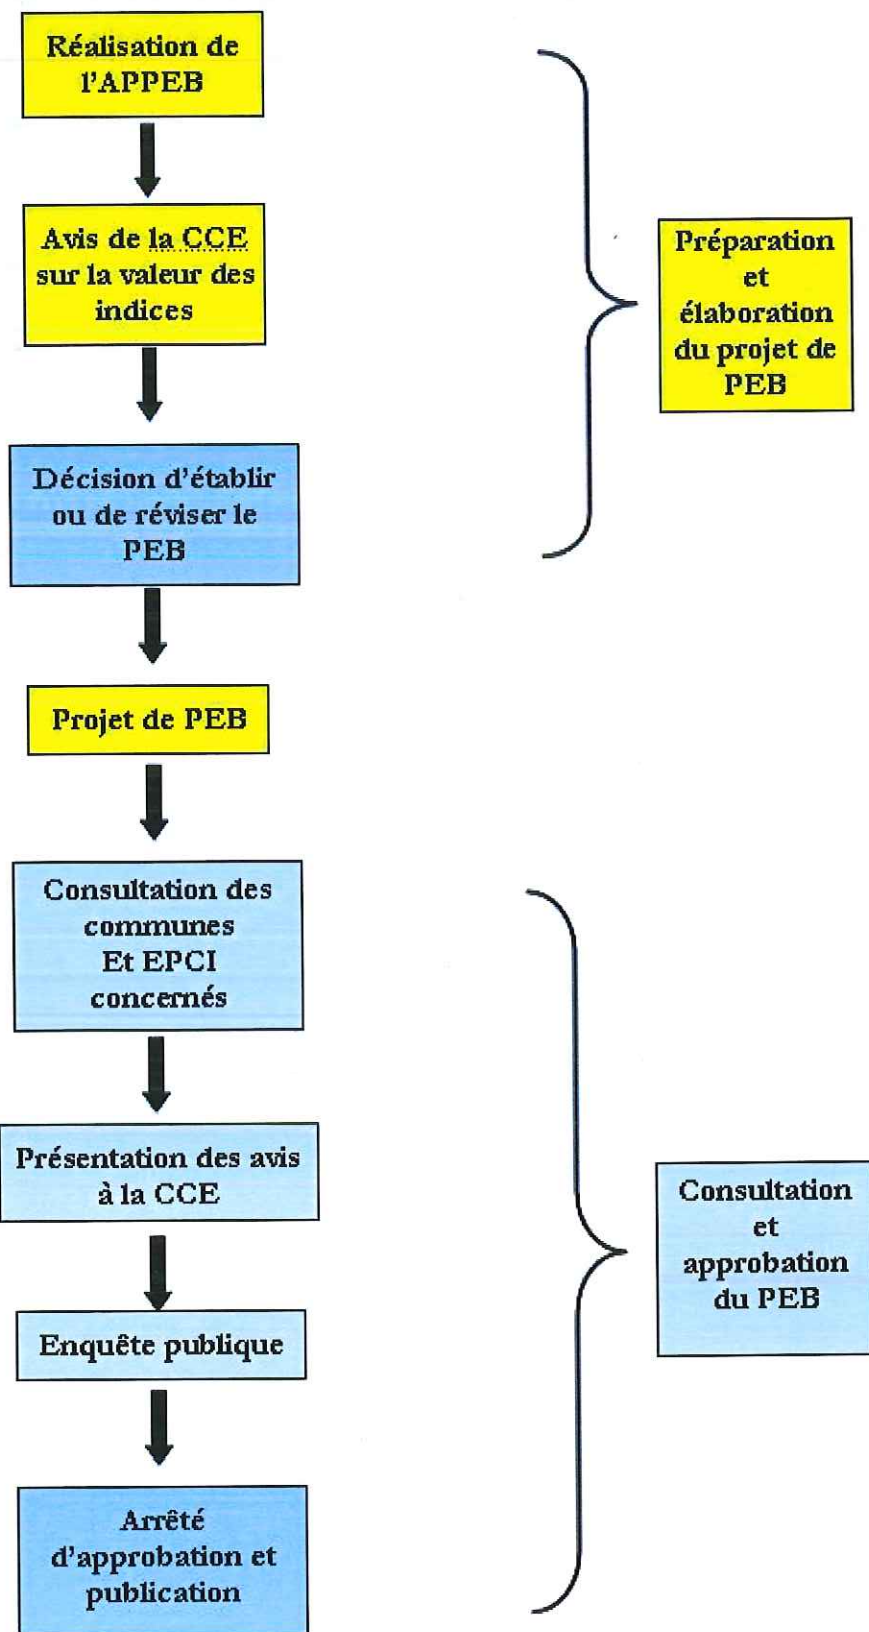 Réalisation de
l'APPEB
Avis de la CCE
sur la valeur des
indices
Préparation
et
élaboration
du projet de
PEB
Décision d'établir
ou de réviser le
PEB
Projet de PEB
Consultation des
communes
Et EPCI
concernés
Présentation des avis
à la CCE
Consultation
et
approbation
du PEB
Enquête publique
Arrêté
d'approbation et
publication